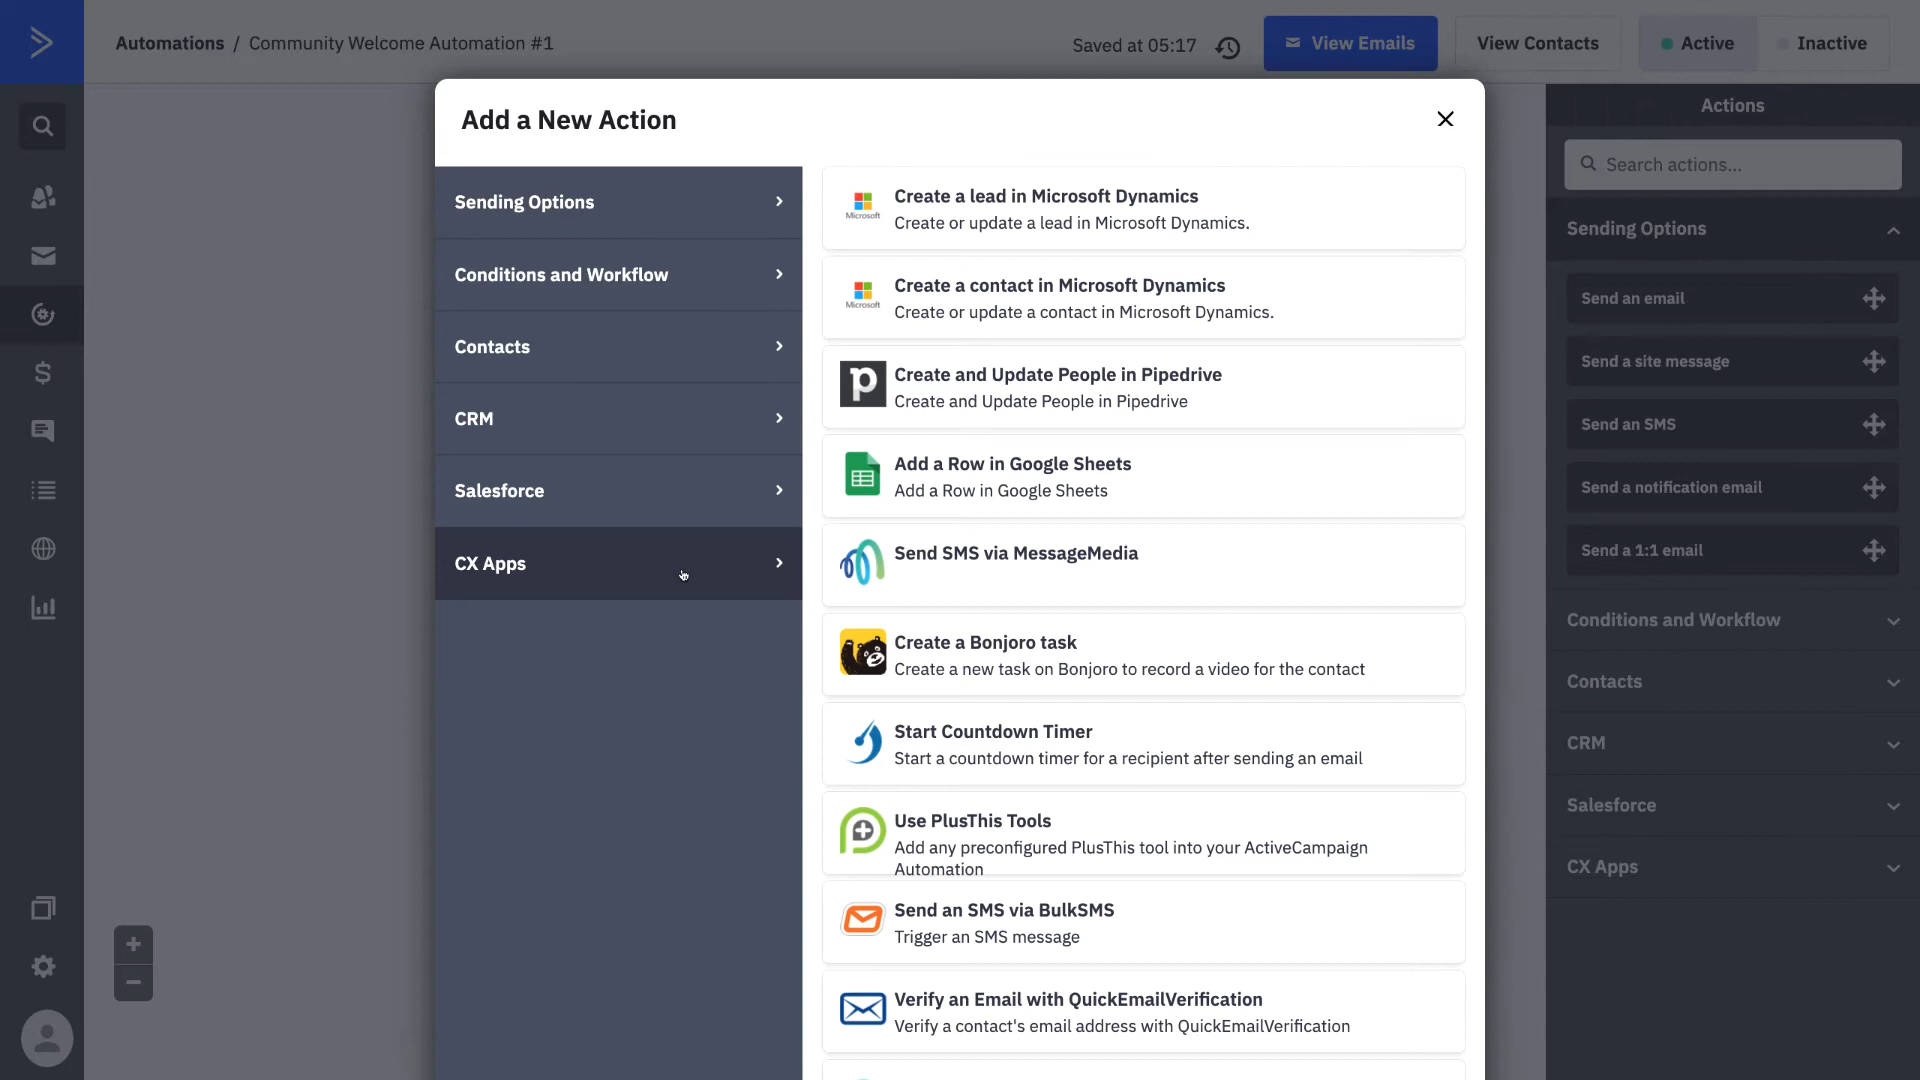 Automations / Community Welcome Automation #1
Saved at 05:17
View Emails
View Contacts
Active
Inactive
Add a New Action
Sending Options
Conditions and Workflow
Contacts
CRM
Salesforce
CX Apps
Microsoft
Create a lead in Microsoft Dynamics
Create or update a lead in Microsoft Dynamics.
Microsoft
Create a contact in Microsoft Dynamics
Create or update a contact in Microsoft Dynamics.
p
Create and Update People in Pipedrive
Create and Update People in Pipedrive
Add a Row in Google Sheets
Add a Row in Google Sheets
Send SMS via MessageMedia
Create a Bonjoro task
Create a new task on Bonjoro to record a video for the contact
Start Countdown Timer
Start a countdown timer for a recipient after sending an email
Use PlusThis Tools
Add any preconfigured PlusThis tool into your ActiveCampaign
Automation
Send an SMS via BulkSMS
Trigger an SMS message
Verify an Email with QuickEmailVerification
Verify a contact's email address with QuickEmailVerification
Actions
Search actions...
Sending Options
Send an email
Send a site message
Send an SMS
Send a notification email
Send a 1:1 email
Conditions and Workflow
Contacts
CRM
Salesforce
CX Apps